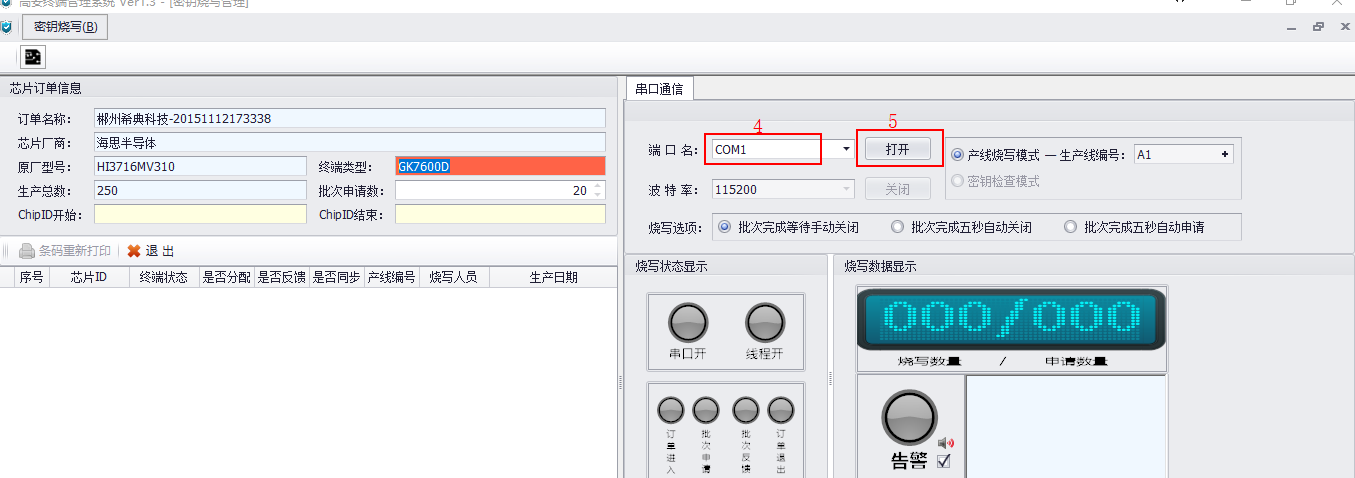 高安终端管理系统 Ver1.3 - [密钥烧写管理]
密钥烧写(B)
芯片订单信息
订单名称： 郴州希典科技-20151112173338
芯片厂商： 海思半导体
原厂型号： HI3716MV310 终端类型： GK7600D
生产总数： 250 批次申请数： 20
ChipID开始： ChipID结束：
条码重新打印 退 出
序号 芯片ID 终端状态 是否分配 是否反馈 是否同步 产线编号 烧写人员 生产日期
串口通信
4 5
端 口 名： COM1 打开
产线烧写模式 — 生产线编号： A1 +
密钥检查模式
波 特 率： 115200 关闭
烧写选项： 批次完成等待手动关闭 批次完成五秒自动关闭 批次完成五秒自动申请
烧写状态显示
串口开 线程开
订单进入 批次申请 批次反馈 订单退出
烧写数据显示
000/000
烧写数量 / 申请数量
告警